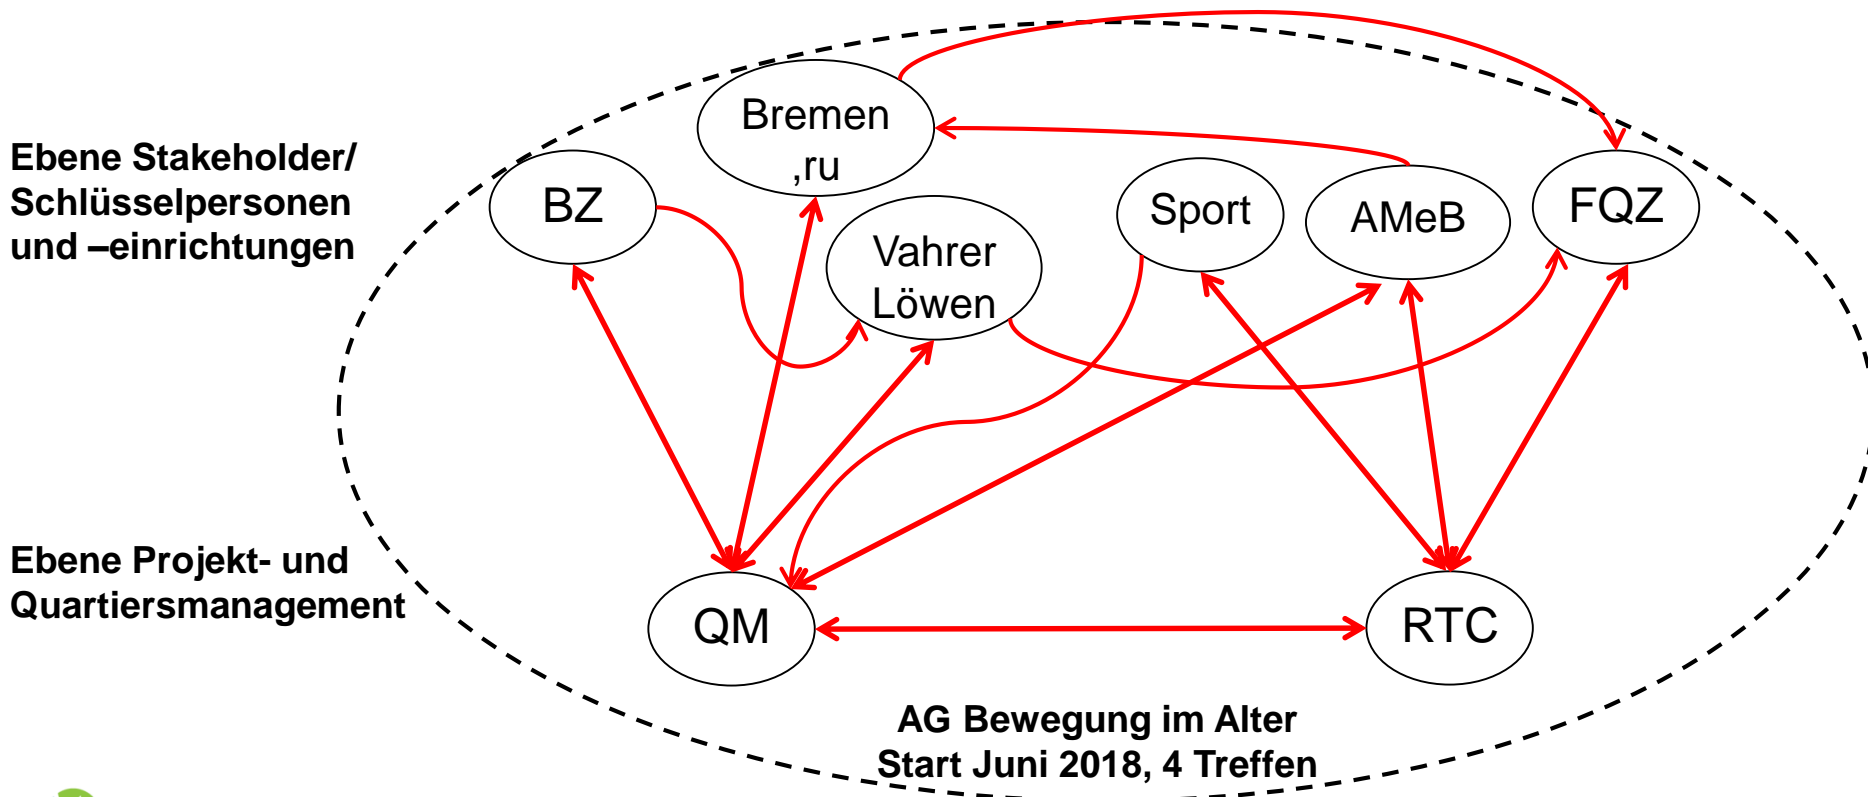 Ebene Stakeholder/
Schlüsselpersonen
und –einrichtungen
BZ
Bremen
,ru
Vahrer
Löwen
Sport
AMeB
FQZ
Ebene Projekt- und
Quartiersmanagement
QM
RTC
AG Bewegung im Alter
Start Juni 2018, 4 Treffen